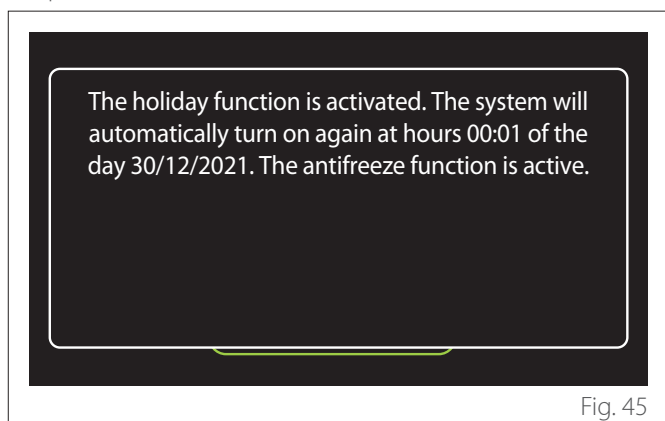 The holiday function is activated. The system will
automatically turn on again at hours 00:01 of the
day 30/12/2021. The antifreeze function is active.
Fig. 45